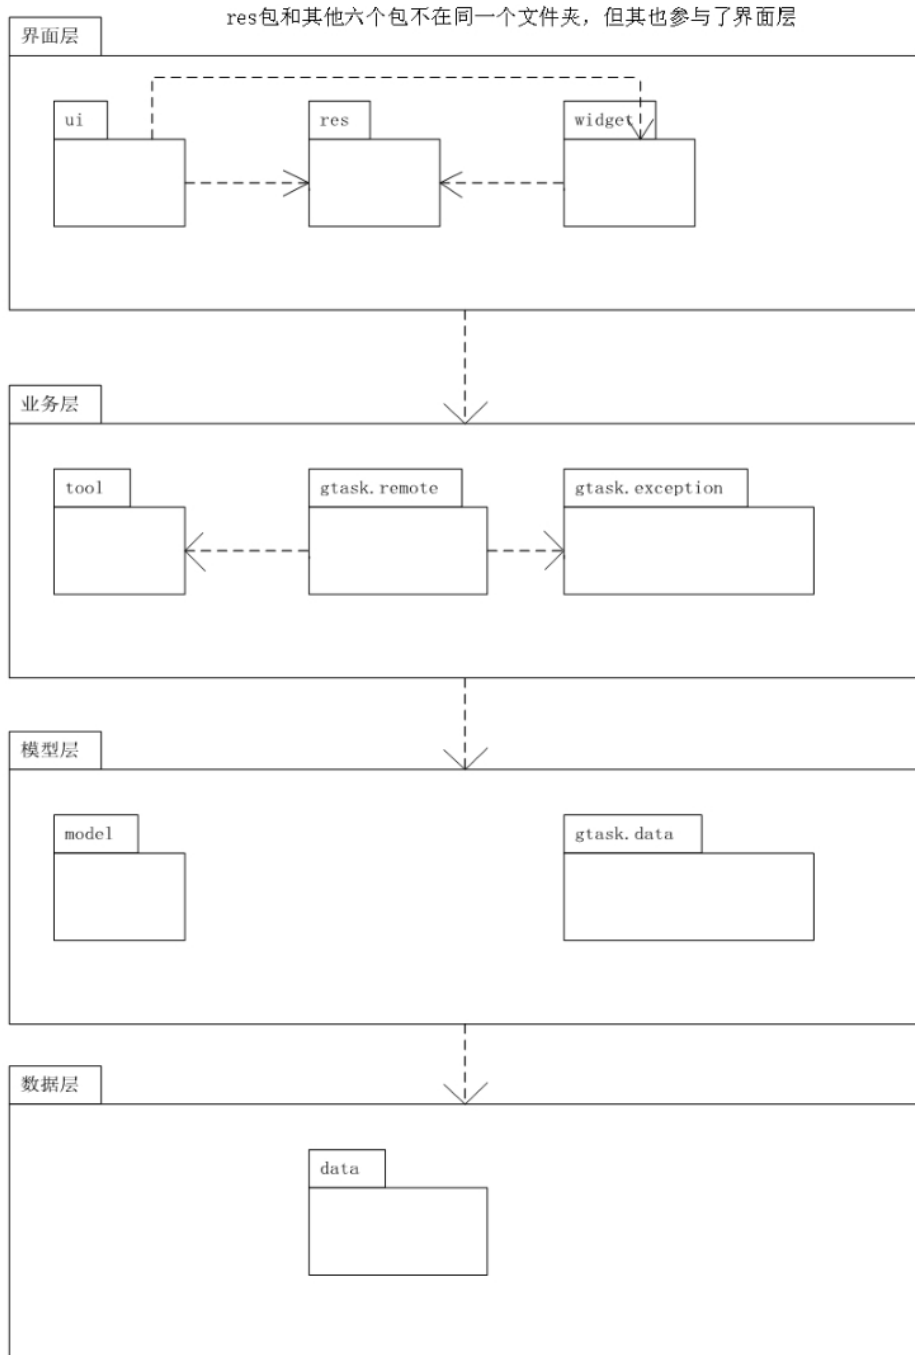 res包和其他六个包不在同一个文件夹，但其也参与了界面层
界面层
ui
res
widget
业务层
tool
gtask.remote
gtask.exception
模型层
model
gtask.data
数据层
data